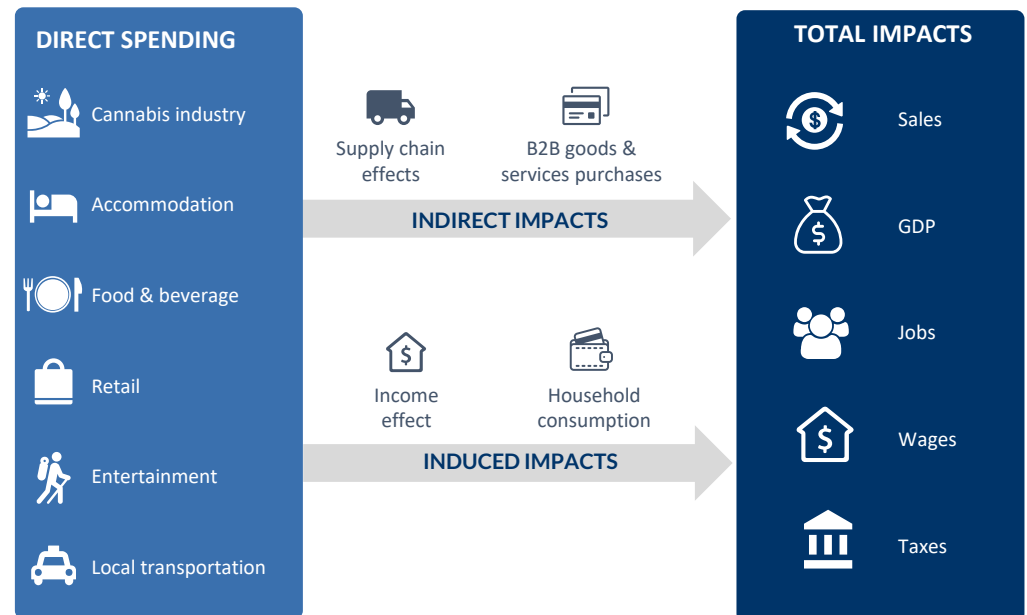 DIRECT SPENDING
Cannabis industry
Accommodation
Food & beverage
Retail
Entertainment
Local transportation
Supply chain
effects
B2B goods &
services purchases
INDIRECT IMPACTS
Income
effect
Household
consumption
INDUCED IMPACTS
TOTAL IMPACTS
Sales
GDP
Jobs
Wages
Taxes